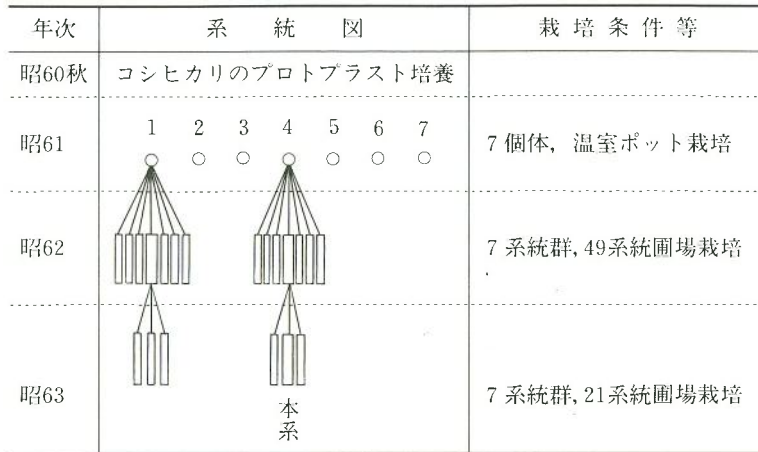 年次 系統図 栽培条件等
昭60秋 コシヒカリのプロトプラスト培養
1 2 3 4 5 6 7
昭61 7個体, 温室ポット栽培
昭62 7系統群, 49系統圃場栽培
昭63 7系統群, 21系統圃場栽培
本系